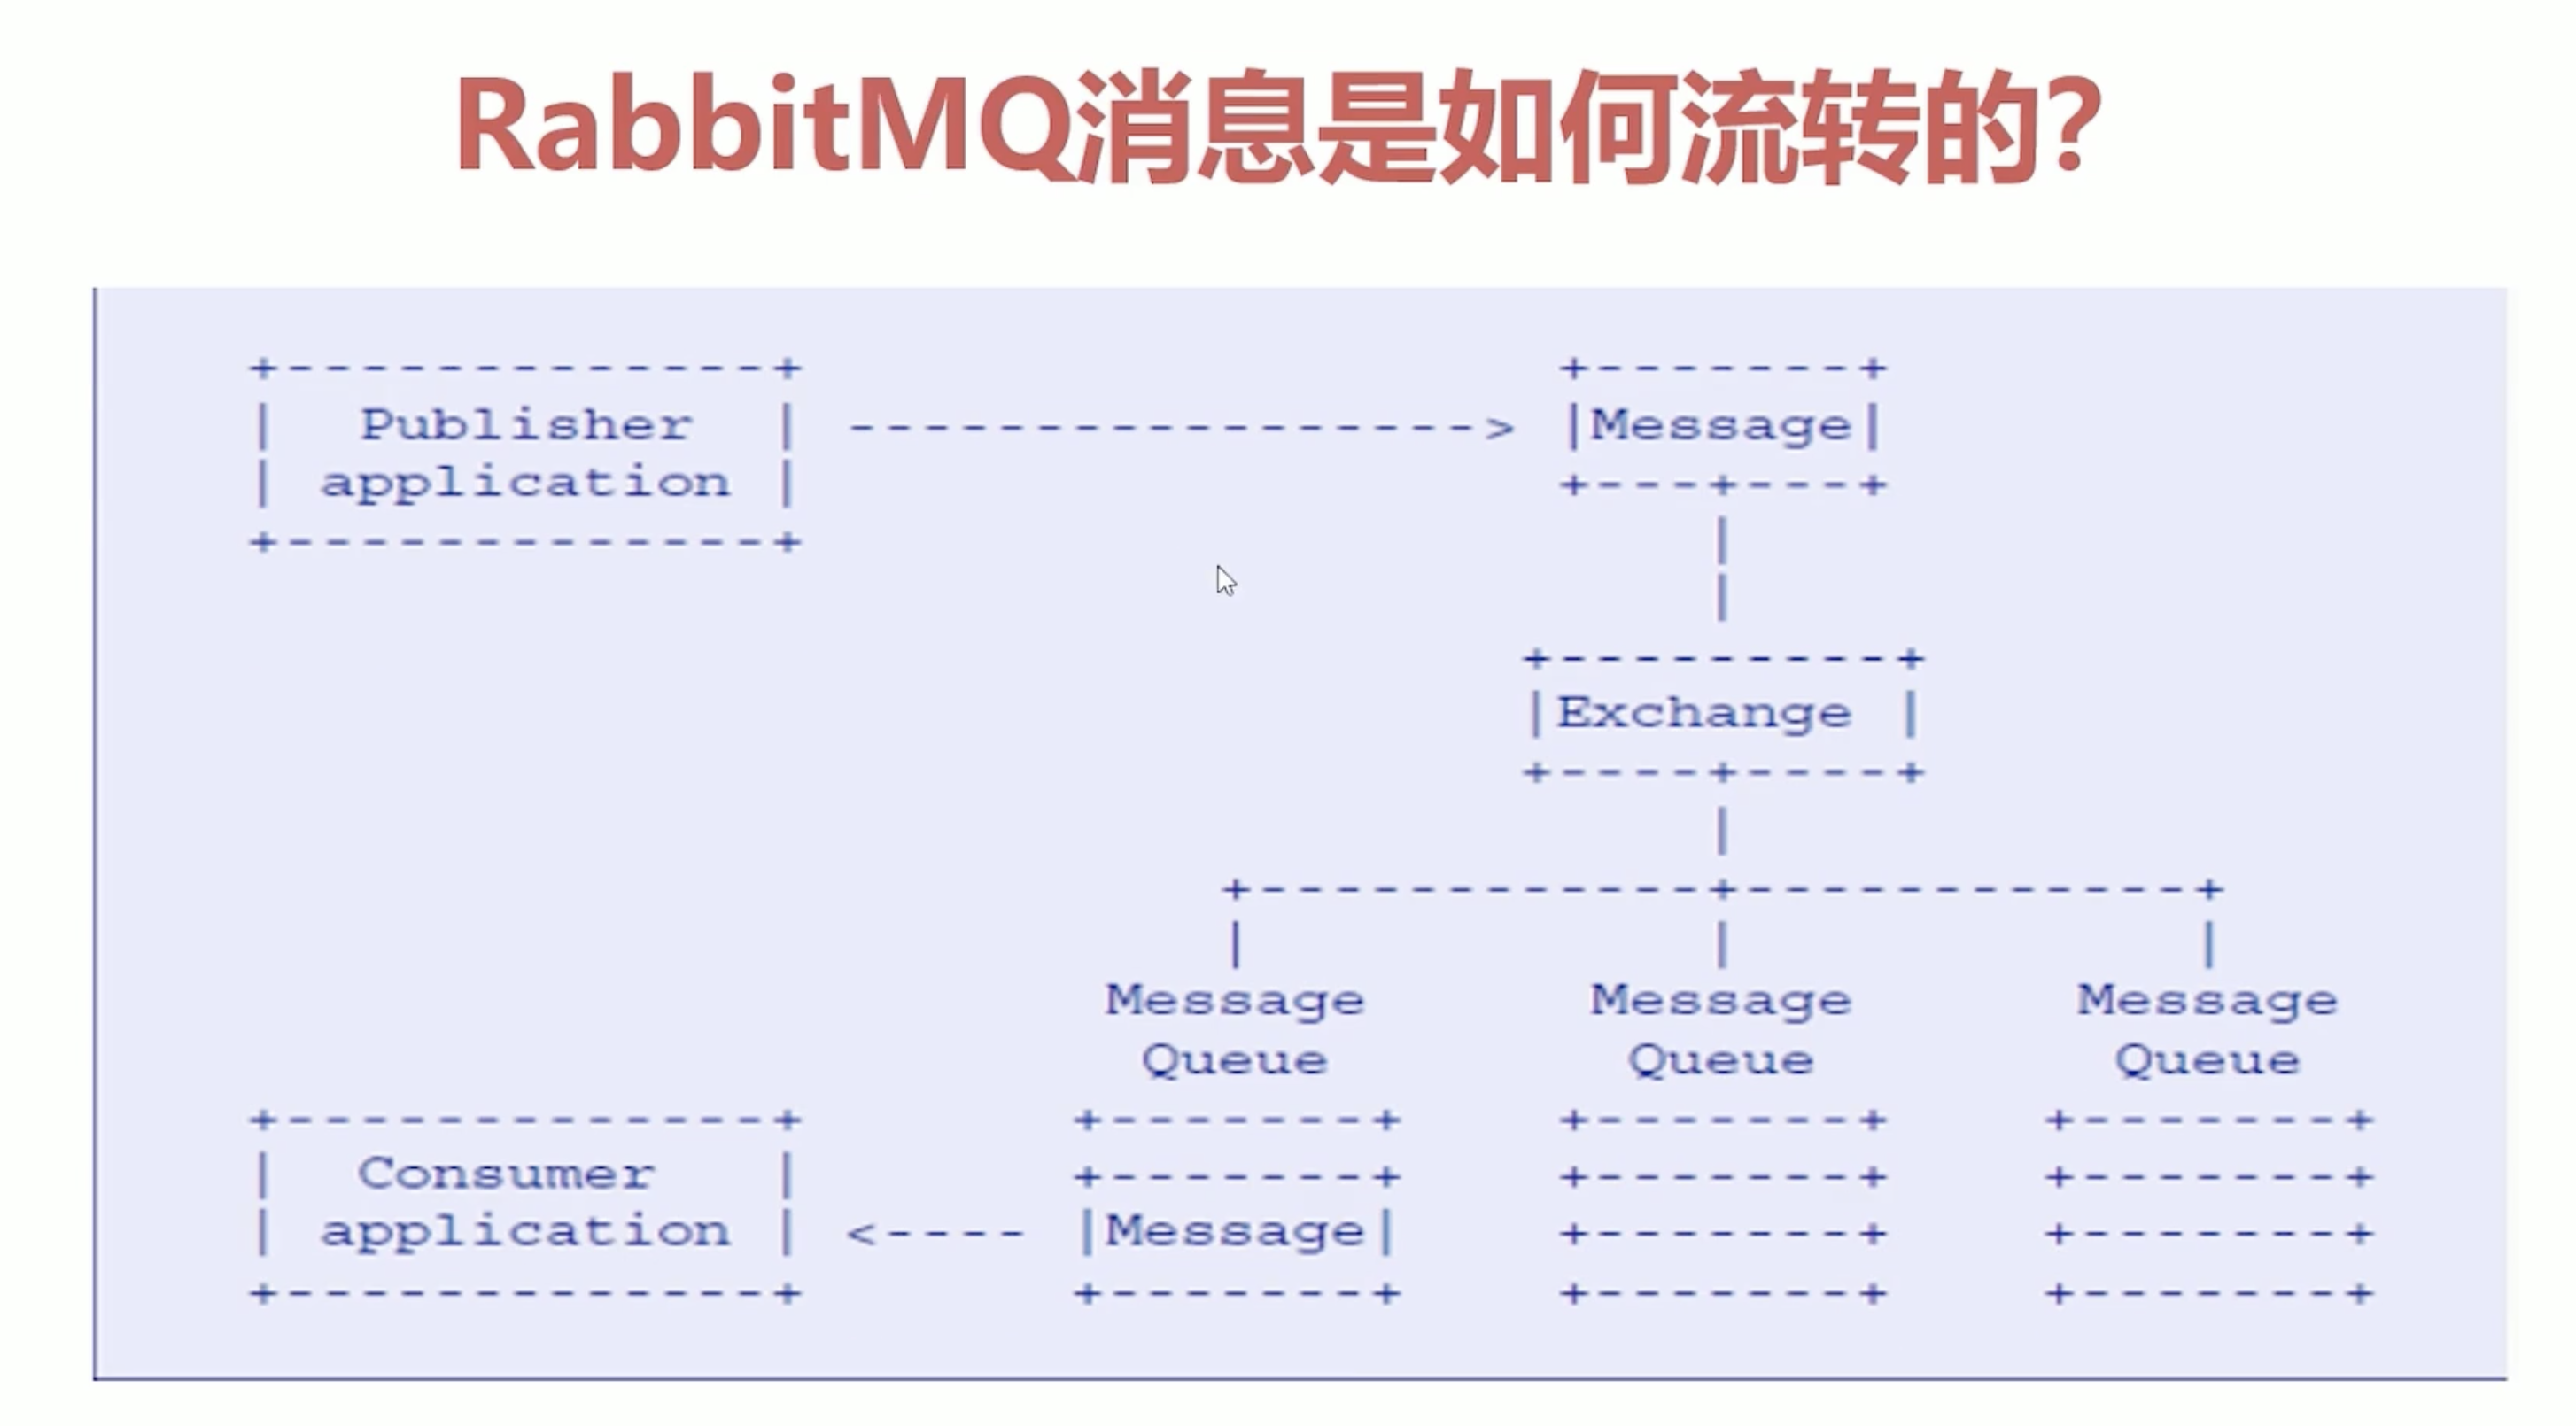 RabbitMQ消息是如何流转的?
Publisher
application
Message
Exchange
Message Message Message
Queue Queue Queue
Consumer
application
Message